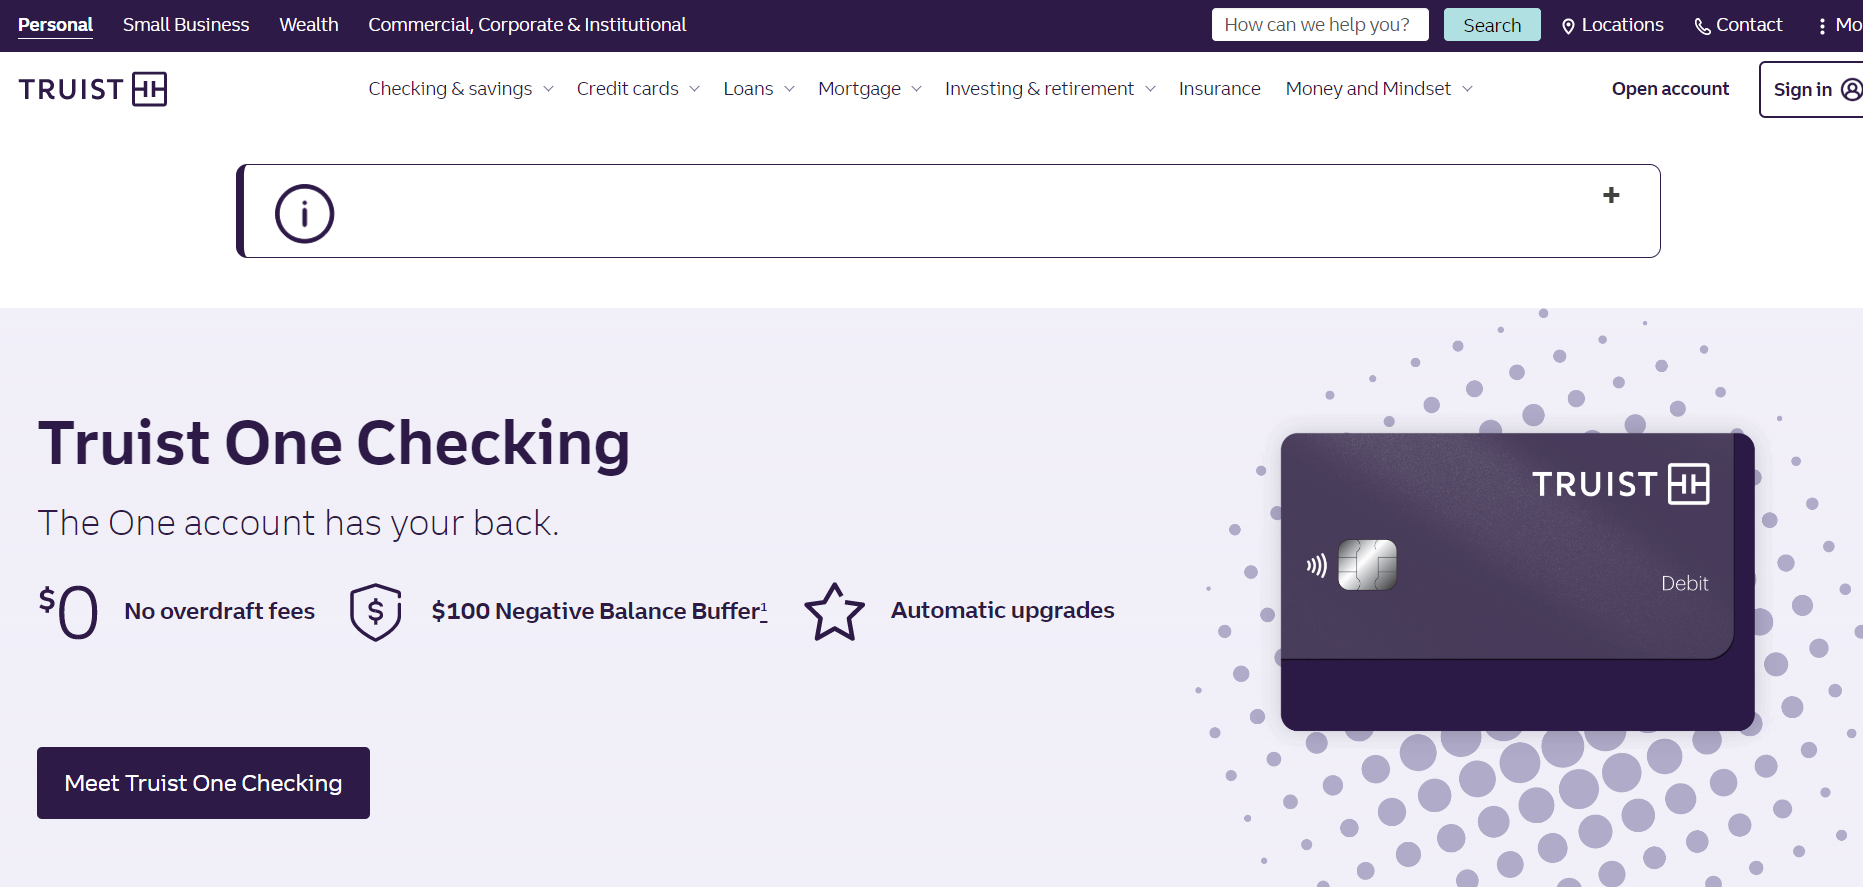 Personal Small Business Wealth Commercial, Corporate & Institutional How can we help you? Search Locations Contact Mo
TRUIST Checking & savings Credit cards Loans Mortgage Investing & retirement Insurance Money and Mindset Open account Sign in
Truist One Checking
The One account has your back.
$0 No overdraft fees $100 Negative Balance Buffer1 Automatic upgrades
Meet Truist One Checking
TRUIST
Debit